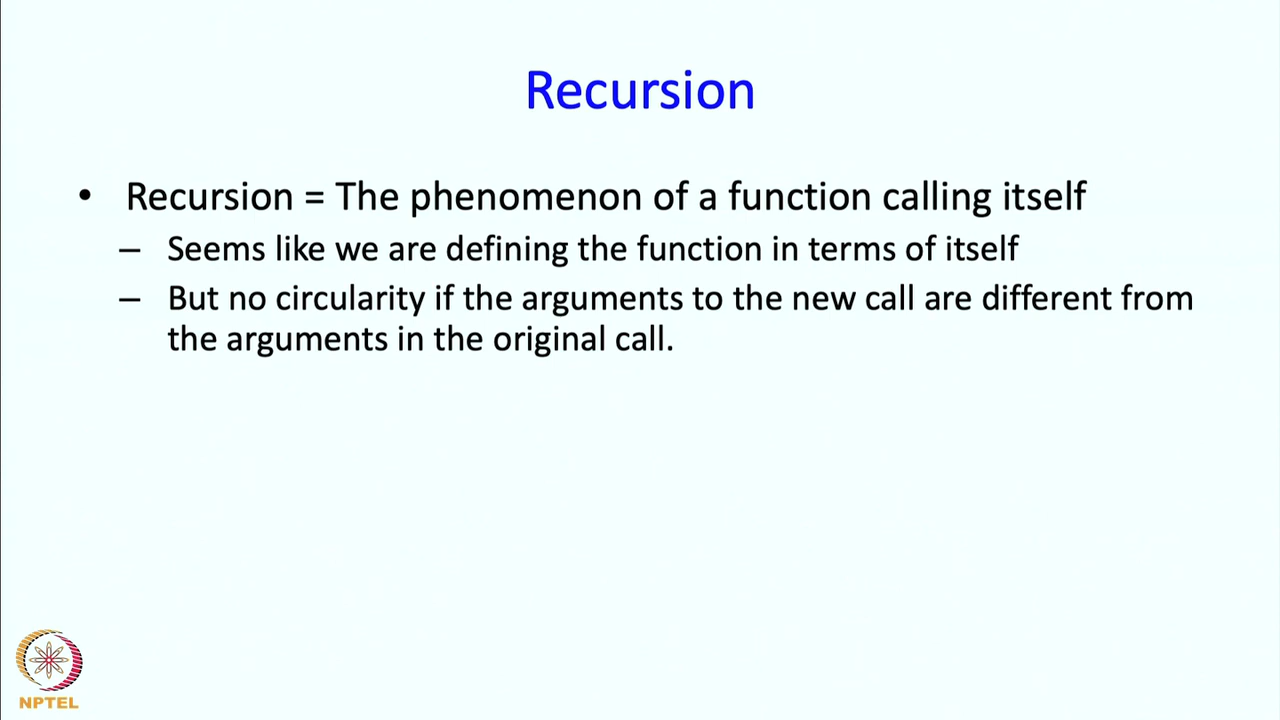 Recursion
• Recursion = The phenomenon of a function calling itself
– Seems like we are defining the function in terms of itself
– But no circularity if the arguments to the new call are different from
the arguments in the original call.
NPTEL